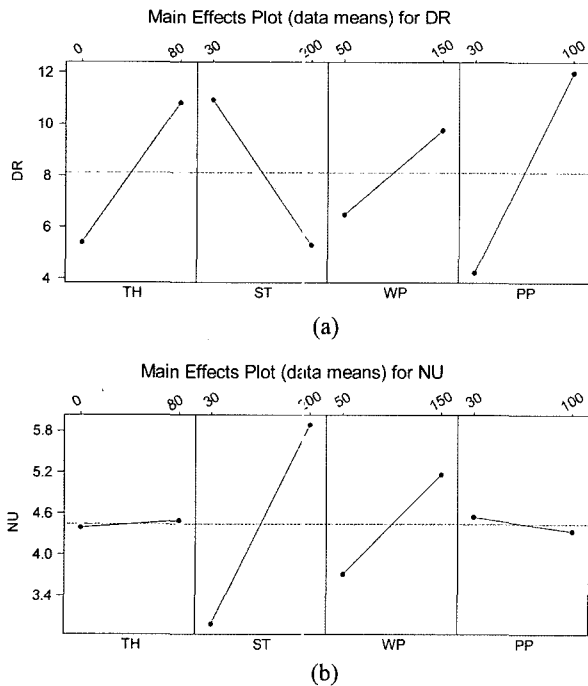 Main Effects Plot (data means) for DR
0 80 30 200 50 150 30 100
12
10
DR
8
6
4
TH ST WP PP
(a)
Main Effects Plot (data means) for NU
0 80 30 200 50 150 30 100
5.8
5.2
NU
4.6
4.0
3.4
TH ST WP PP
(b)